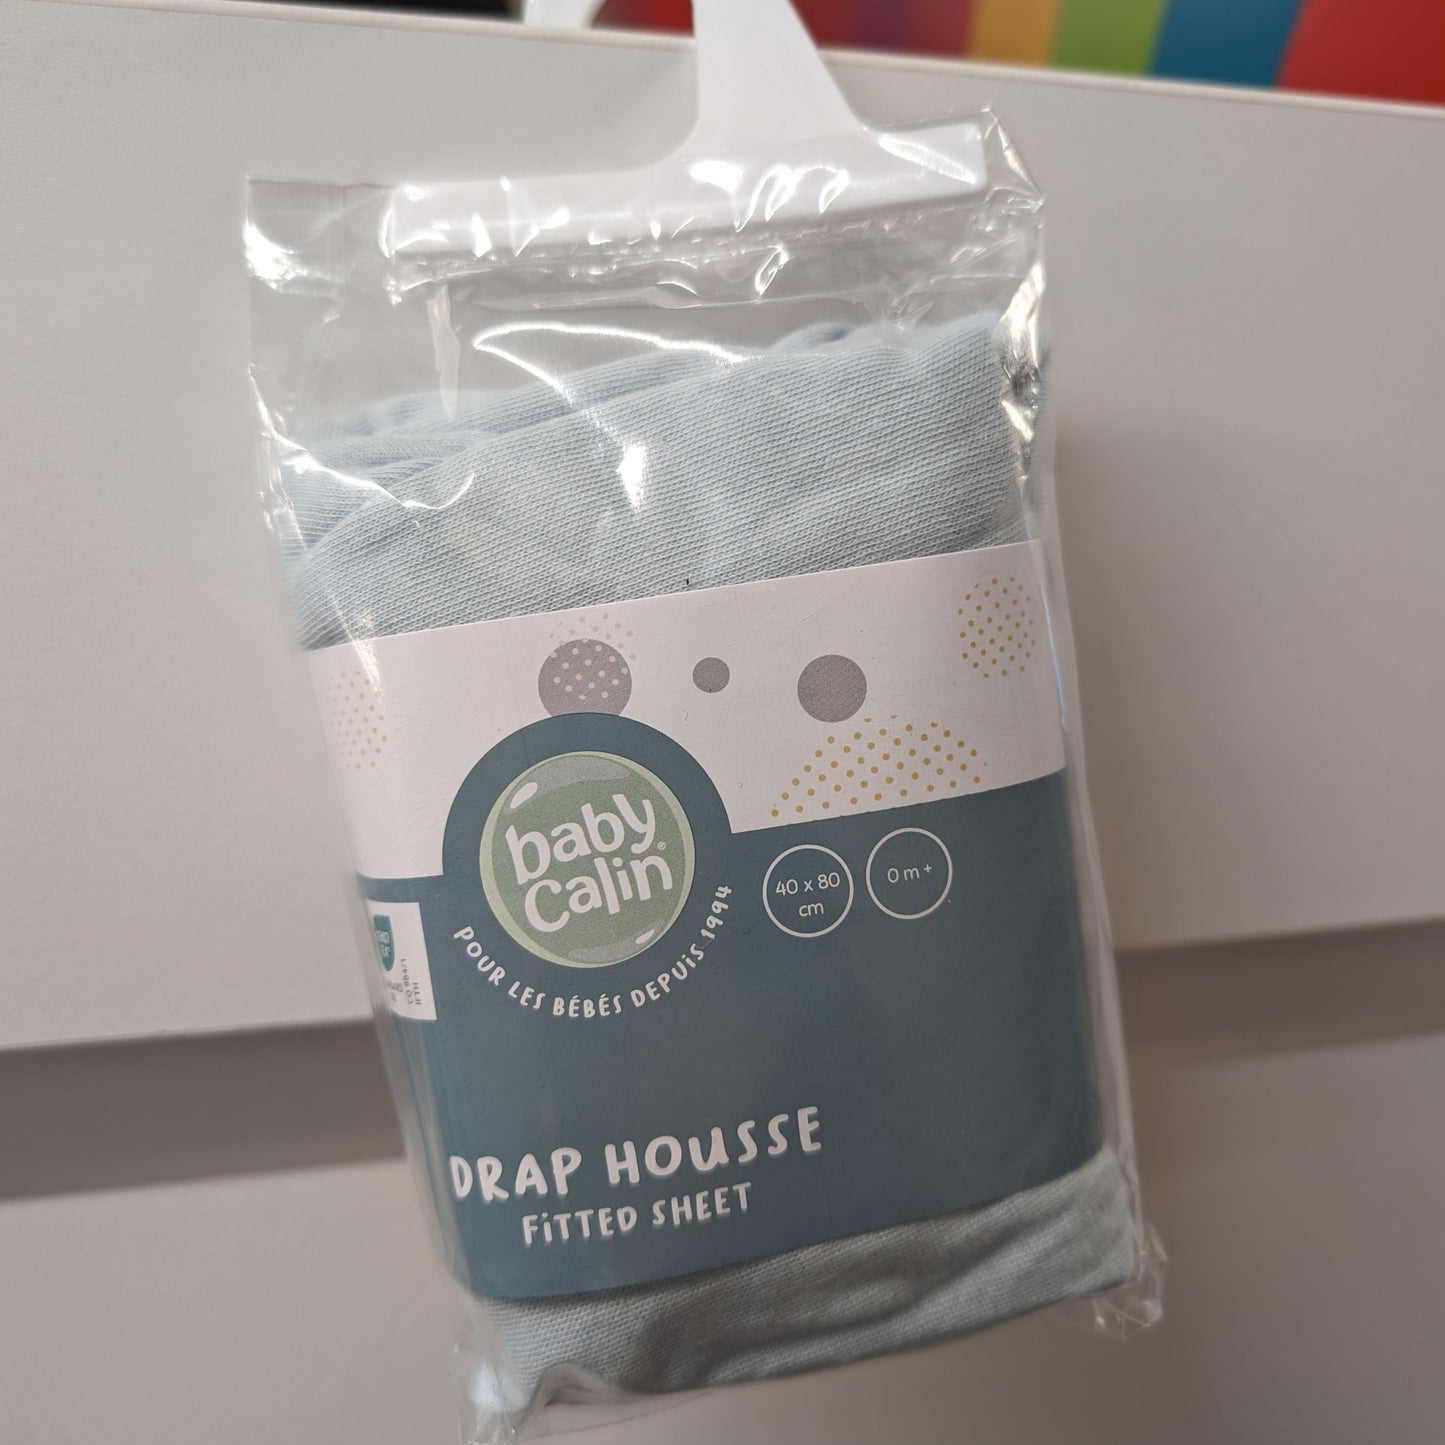 baby
Calin®
POUR LES BÉBÉS DEPUiS 1994
40 x 80
cm
0 m +
DRAP HOUSSE
FiTTED SHEET